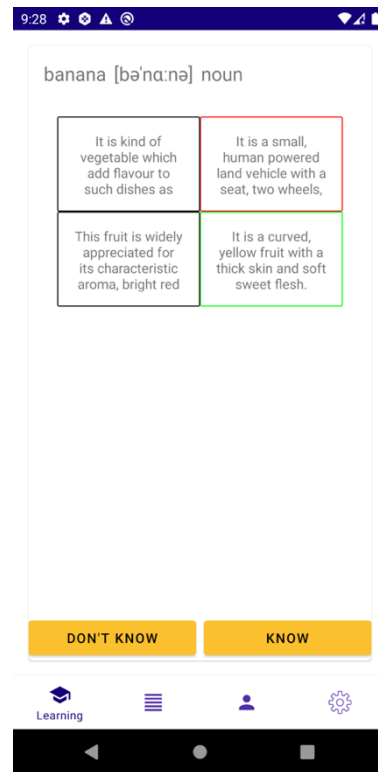 9:28
banana [bə'nɑːnə] noun
It is kind of
vegetable which
add flavour to
such dishes as
It is a small,
human powered
land vehicle with a
seat, two wheels,
This fruit is widely
appreciated for
its characteristic
aroma, bright red
It is a curved,
yellow fruit with a
thick skin and soft
sweet flesh.
DON'T KNOW
KNOW
Learning